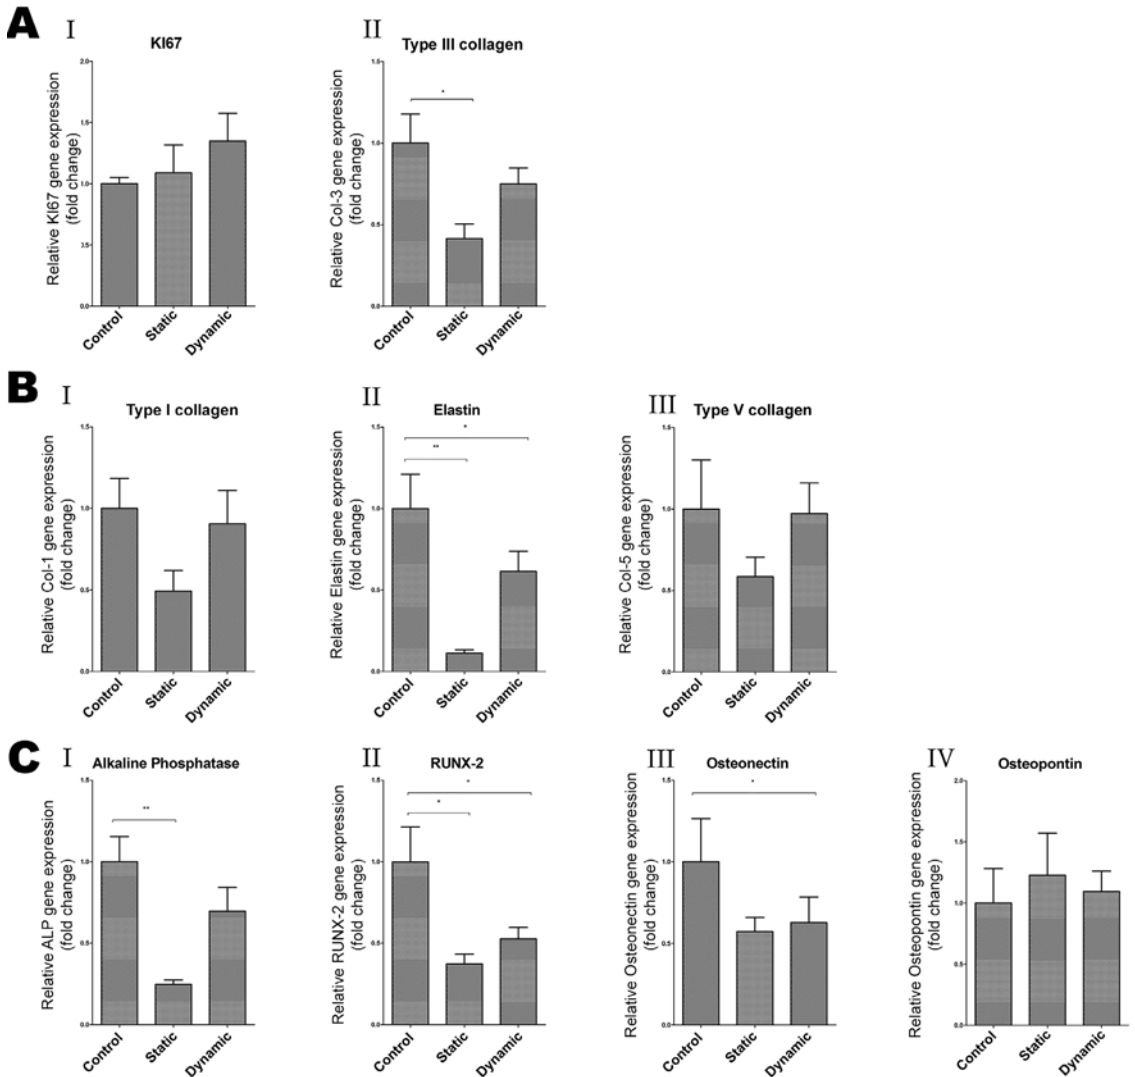 A
I
KI67
Relative KI67 gene expression
(fold change)
2.0
1.5
1.0
0.5
0.0
Control
Static
Dynamic
II
Type III collagen
Relative Col-3 gene expression
(fold change)
1.5
1.0
0.5
0.0
*
Control
Static
Dynamic
B
I
Type I collagen
Relative Col-1 gene expression
(fold change)
1.5
1.0
0.5
0.0
Control
Static
Dynamic
II
Elastin
Relative Elastin gene expression
(fold change)
1.5
1.0
0.5
0.0
*
**
Control
Static
Dynamic
III
Type V collagen
Relative Col-5 gene expression
(fold change)
1.5
1.0
0.5
0.0
Control
Static
Dynamic
C
I
Alkaline Phosphatase
Relative ALP gene expression
(fold change)
1.5
1.0
0.5
0.0
**
Control
Static
Dynamic
II
RUNX-2
Relative RUNX-2 gene expression
(fold change)
1.5
1.0
0.5
0.0
*
*
Control
Static
Dynamic
III
Osteonectin
Relative Osteonectin gene expression
(fold change)
1.5
1.0
0.5
0.0
*
Control
Static
Dynamic
IV
Osteopontin
Relative Osteopontin gene expression
(fold change)
2.0
1.5
1.0
0.5
0.0
Control
Static
Dynamic